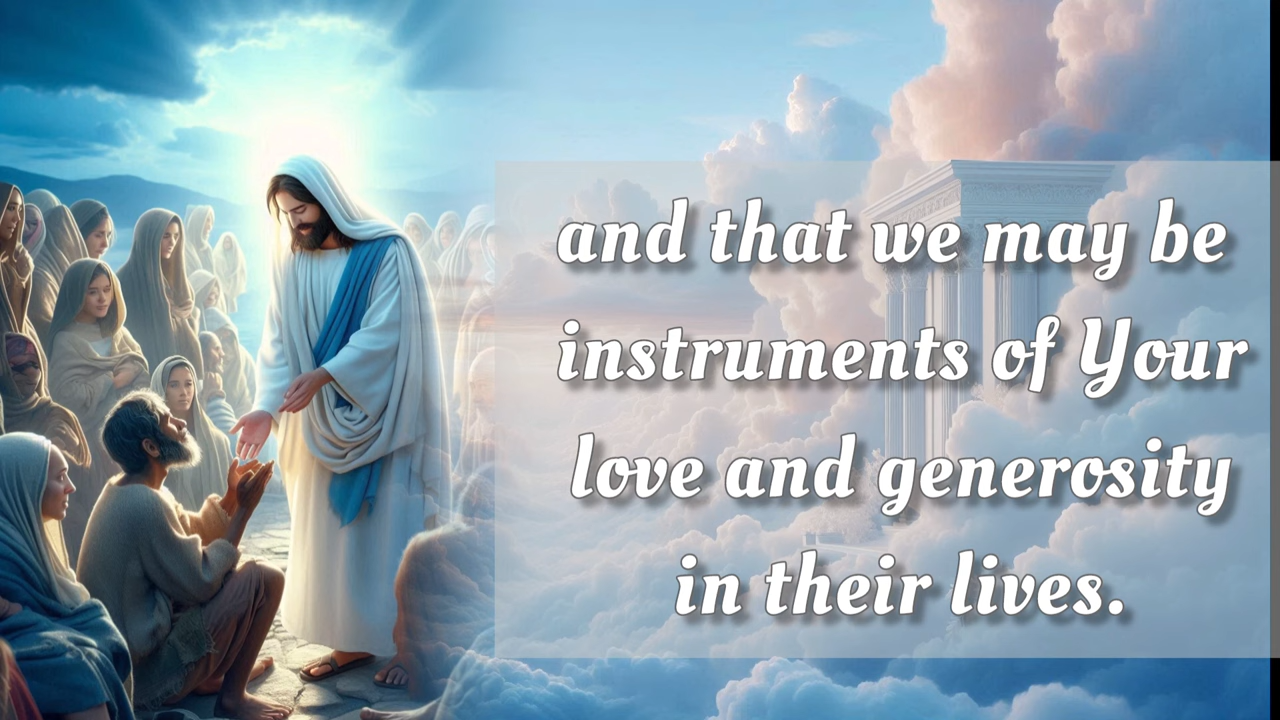 and that we may be
instruments of Your
love and generosity
in their lives.